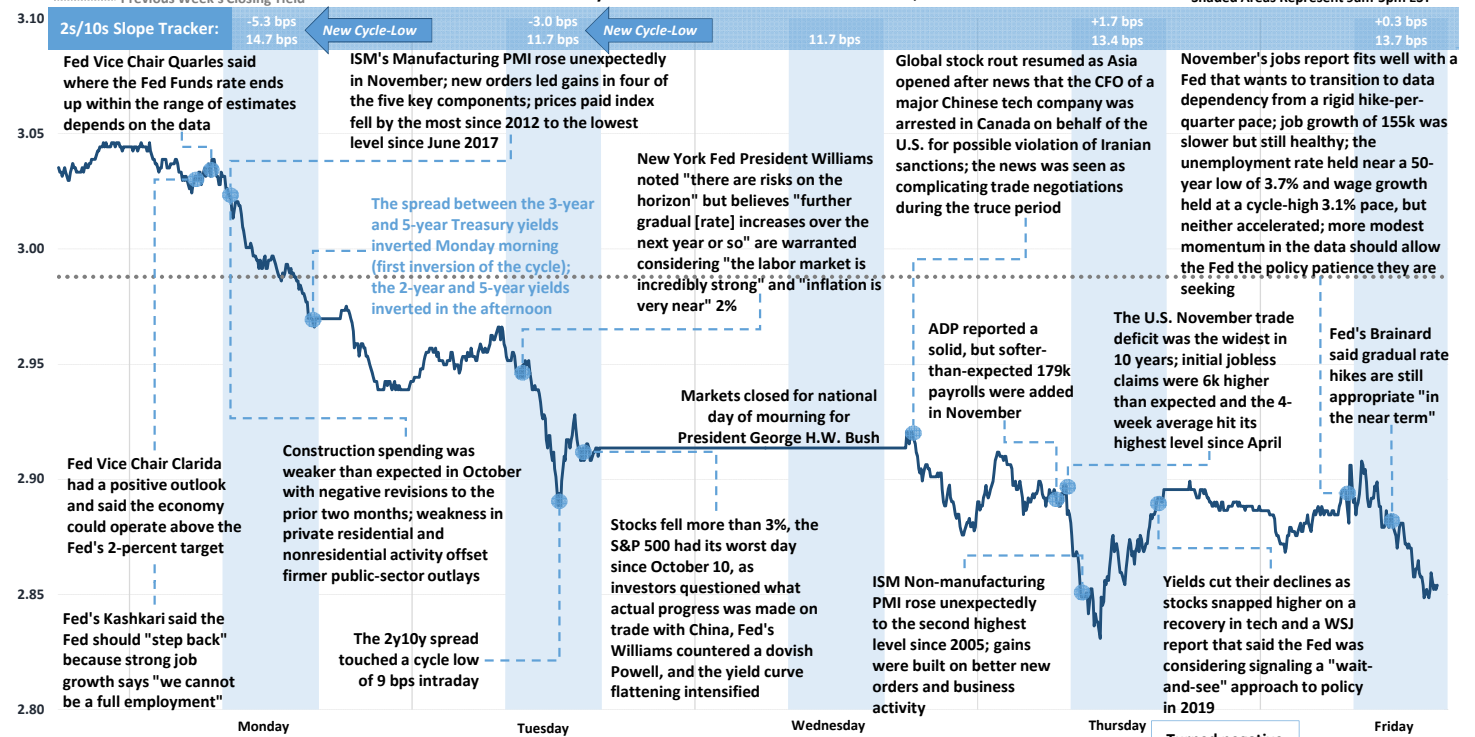 Previous Week's Closing Yield
Shaded Areas Represent 9am-5pm EST
3.10
3.05
3.00
2.95
2.90
2.85
2.80
2s/10s Slope Tracker:
-5.3 bps
14.7 bps
New Cycle-Low
-3.0 bps
11.7 bps
New Cycle-Low
11.7 bps
+1.7 bps
13.4 bps
+0.3 bps
13.7 bps
Fed Vice Chair Quarles said
where the Fed Funds rate ends
up within the range of estimates
depends on the data
ISM's Manufacturing PMI rose unexpectedly
in November; new orders led gains in four of
the five key components; prices paid index
fell by the most since 2012 to the lowest
level since June 2017
Global stock rout resumed as Asia
opened after news that the CFO of a
major Chinese tech company was
arrested in Canada on behalf of the
U.S. for possible violation of Iranian
sanctions; the news was seen as
complicating trade negotiations
during the truce period
November's jobs report fits well with a
Fed that wants to transition to data
dependency from a rigid hike-per-
quarter pace; job growth of 155k was
slower but still healthy; the
unemployment rate held near a 50-
year low of 3.7% and wage growth
held at a cycle-high 3.1% pace, but
neither accelerated; more modest
momentum in the data should allow
the Fed the policy patience they are
seeking
New York Fed President Williams
noted "there are risks on the
horizon" but believes "further
gradual [rate] increases over the
next year or so" are warranted
considering "the labor market is
incredibly strong" and "inflation is
very near" 2%
The spread between the 3-year
and 5-year Treasury yields
inverted Monday morning
(first inversion of the cycle);
the 2-year and 5-year yields
inverted in the afternoon
ADP reported a
solid, but softer-
than-expected 179k
payrolls were added
in November
The U.S. November trade
deficit was the widest in
10 years; initial jobless
claims were 6k higher
than expected and the 4-
week average hit its
highest level since April
Fed's Brainard
said gradual rate
hikes are still
appropriate "in
the near term"
Markets closed for national
day of mourning for
President George H.W. Bush
Fed Vice Chair Clarida
had a positive outlook
and said the economy
could operate above the
Fed's 2-percent target
Construction spending was
weaker than expected in October
with negative revisions to the
prior two months; weakness in
private residential and
nonresidential activity offset
firmer public-sector outlays
Stocks fell more than 3%, the
S&P 500 had its worst day
since October 10, as
investors questioned what
actual progress was made on
trade with China, Fed's
Williams countered a dovish
Powell, and the yield curve
flattening intensified
ISM Non-manufacturing
PMI rose unexpectedly
to the second highest
level since 2005; gains
were built on better new
orders and business
activity
Yields cut their declines as
stocks snapped higher on a
recovery in tech and a WSJ
report that said the Fed was
considering signaling a "wait-
and-see" approach to policy
in 2019
Fed's Kashkari said the
Fed should "step back"
because strong job
growth says "we cannot
be a full employment"
The 2y10y spread
touched a cycle low
of 9 bps intraday
Monday
Tuesday
Wednesday
Thursday
Friday